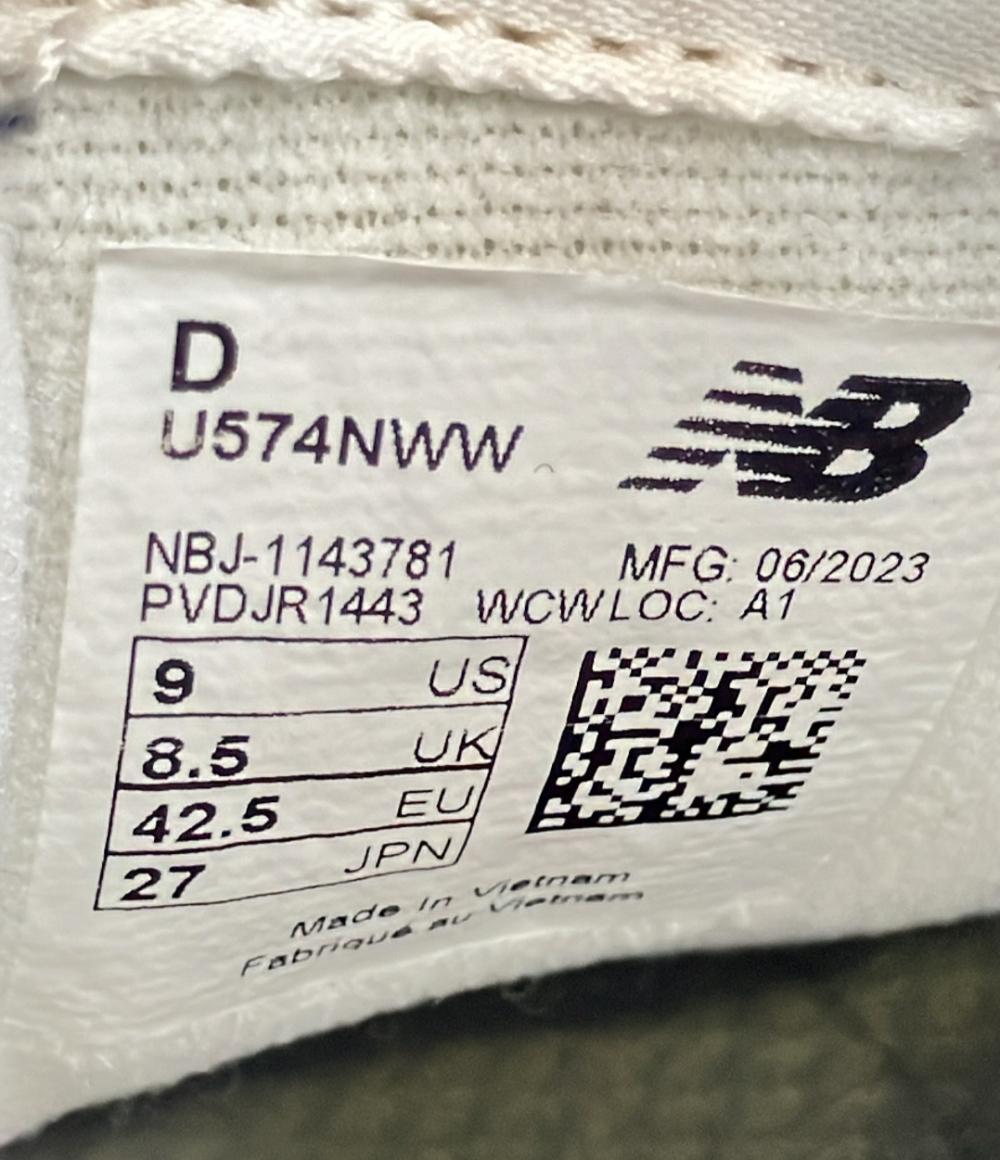 D
U574NWW
NB
NBJ-1143781 MFG: 06/2023
PVDJR1443 WCWLOC: A1
9 US
8.5 UK
42.5 EU
27 JPN
Made in Vietnam
Fabriqué au Vietnam